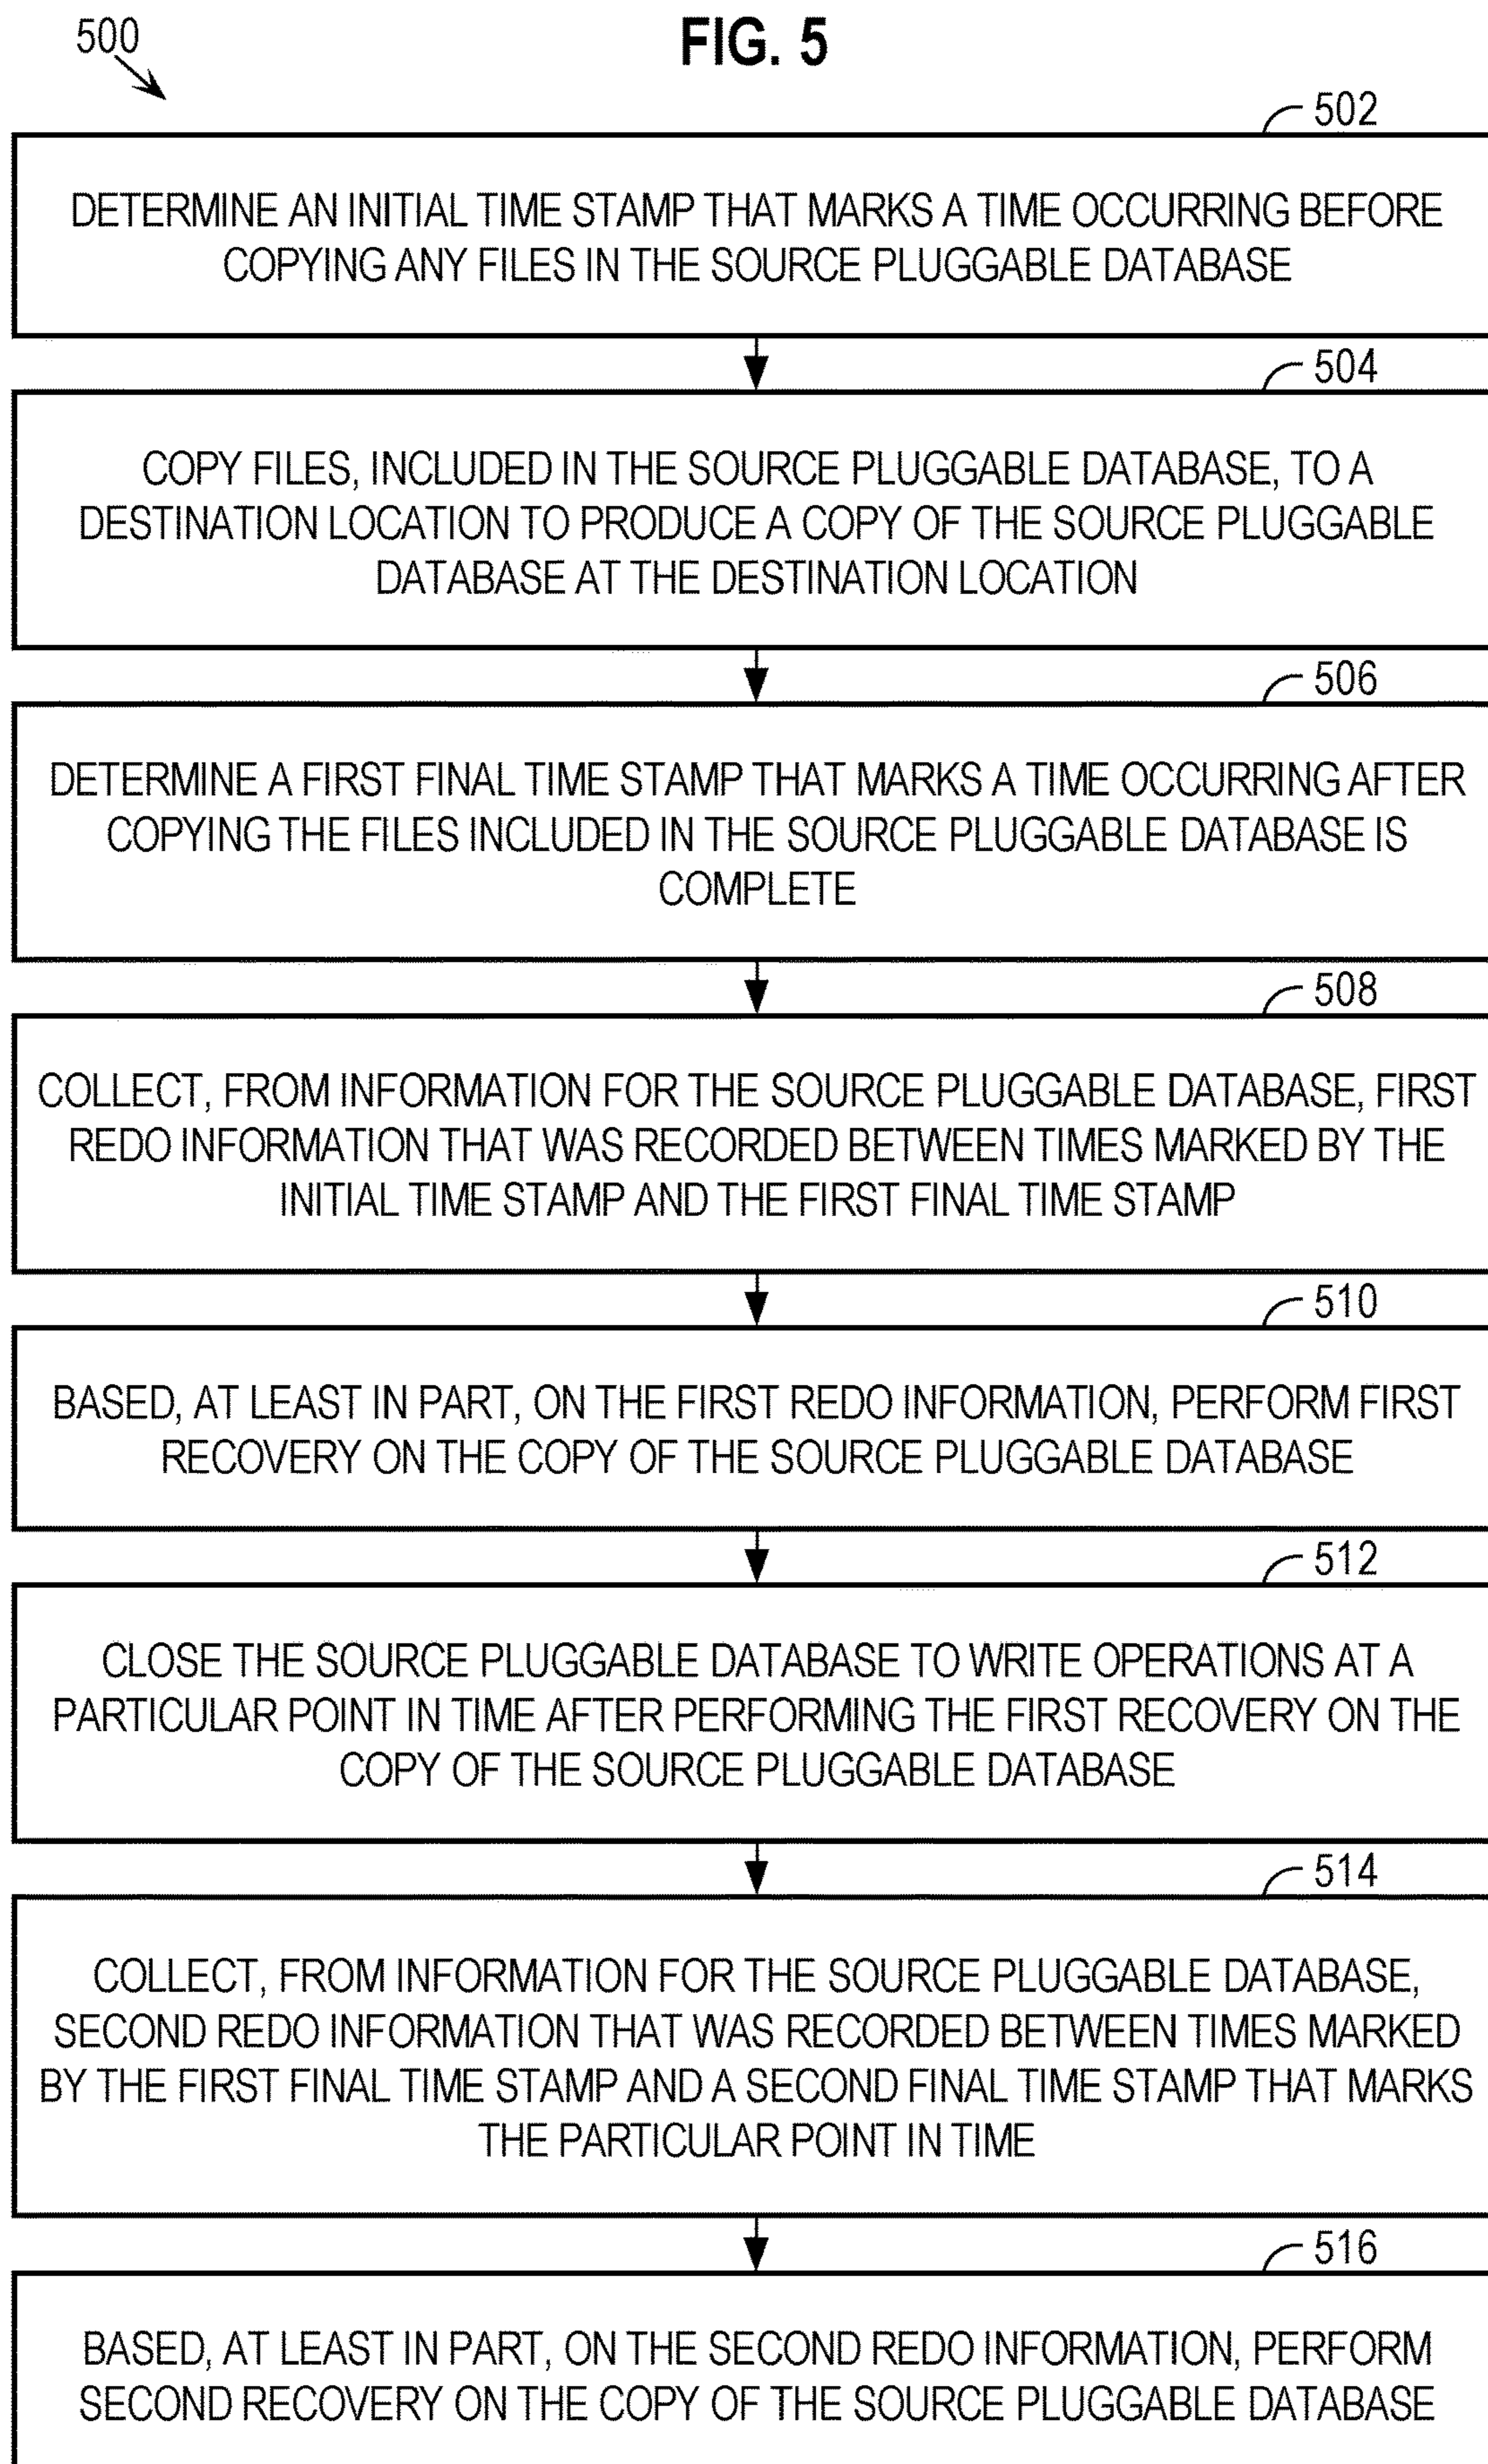 500
FIG. 5
502
DETERMINE AN INITIAL TIME STAMP THAT MARKS A TIME OCCURRING BEFORE
COPYING ANY FILES IN THE SOURCE PLUGGABLE DATABASE
504
COPY FILES, INCLUDED IN THE SOURCE PLUGGABLE DATABASE, TO A
DESTINATION LOCATION TO PRODUCE A COPY OF THE SOURCE PLUGGABLE
DATABASE AT THE DESTINATION LOCATION
506
DETERMINE A FIRST FINAL TIME STAMP THAT MARKS A TIME OCCURRING AFTER
COPYING THE FILES INCLUDED IN THE SOURCE PLUGGABLE DATABASE IS
COMPLETE
508
COLLECT, FROM INFORMATION FOR THE SOURCE PLUGGABLE DATABASE, FIRST
REDO INFORMATION THAT WAS RECORDED BETWEEN TIMES MARKED BY THE
INITIAL TIME STAMP AND THE FIRST FINAL TIME STAMP
510
BASED, AT LEAST IN PART, ON THE FIRST REDO INFORMATION, PERFORM FIRST
RECOVERY ON THE COPY OF THE SOURCE PLUGGABLE DATABASE
512
CLOSE THE SOURCE PLUGGABLE DATABASE TO WRITE OPERATIONS AT A
PARTICULAR POINT IN TIME AFTER PERFORMING THE FIRST RECOVERY ON THE
COPY OF THE SOURCE PLUGGABLE DATABASE
514
COLLECT, FROM INFORMATION FOR THE SOURCE PLUGGABLE DATABASE,
SECOND REDO INFORMATION THAT WAS RECORDED BETWEEN TIMES MARKED
BY THE FIRST FINAL TIME STAMP AND A SECOND FINAL TIME STAMP THAT MARKS
THE PARTICULAR POINT IN TIME
516
BASED, AT LEAST IN PART, ON THE SECOND REDO INFORMATION, PERFORM
SECOND RECOVERY ON THE COPY OF THE SOURCE PLUGGABLE DATABASE